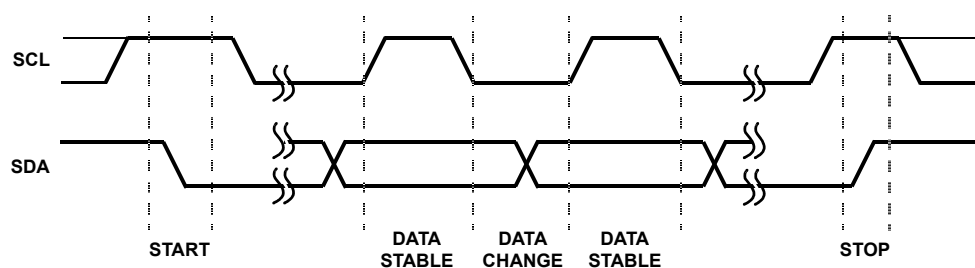 SCL
SDA
START
DATA STABLE
DATA CHANGE
DATA STABLE
STOP